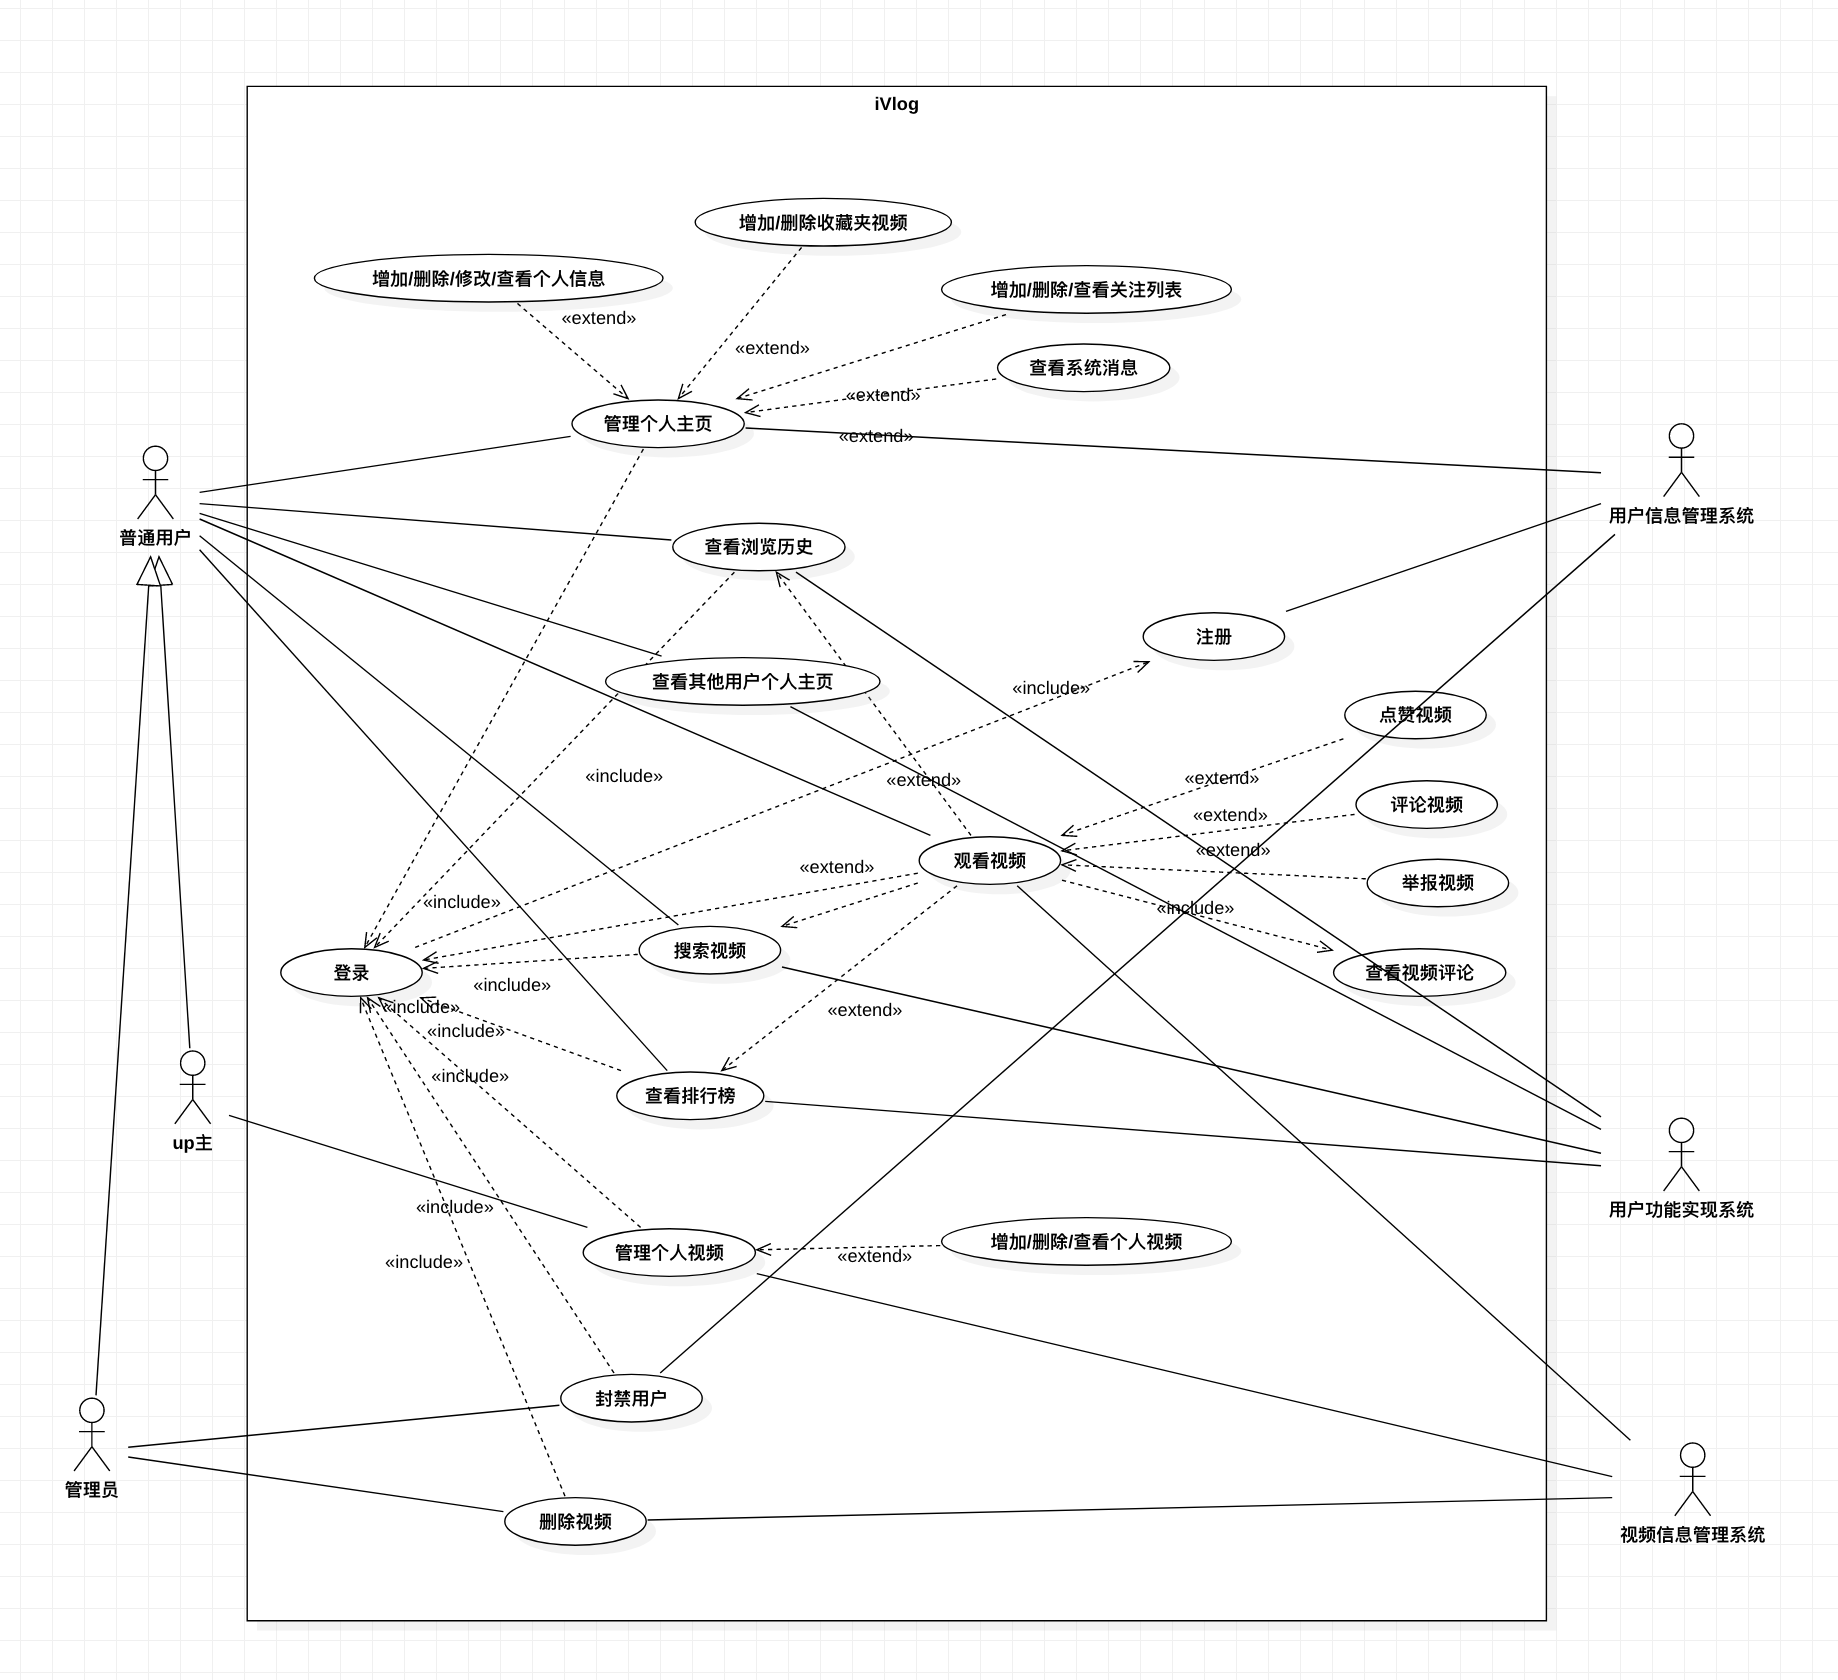 iVlog
增加/删除收藏夹视频
增加/删除/修改/查看个人信息
增加/删除/查看关注列表
«extend»
«extend»
查看系统消息
«extend»
管理个人主页
«extend»
用户信息管理系统
普通用户
查看浏览历史
注册
查看其他用户个人主页
«include»
点赞视频
«include»
«extend»
«extend»
评论视频
«extend»
«extend»
观看视频
«extend»
举报视频
«include»
«include»
搜索视频
登录
查看视频评论
«include»
«include»
«extend»
«include»
«include»
查看排行榜
up主
«include»
用户功能实现系统
管理个人视频
增加/删除/查看个人视频
«extend»
«include»
封禁用户
管理员
删除视频
视频信息管理系统